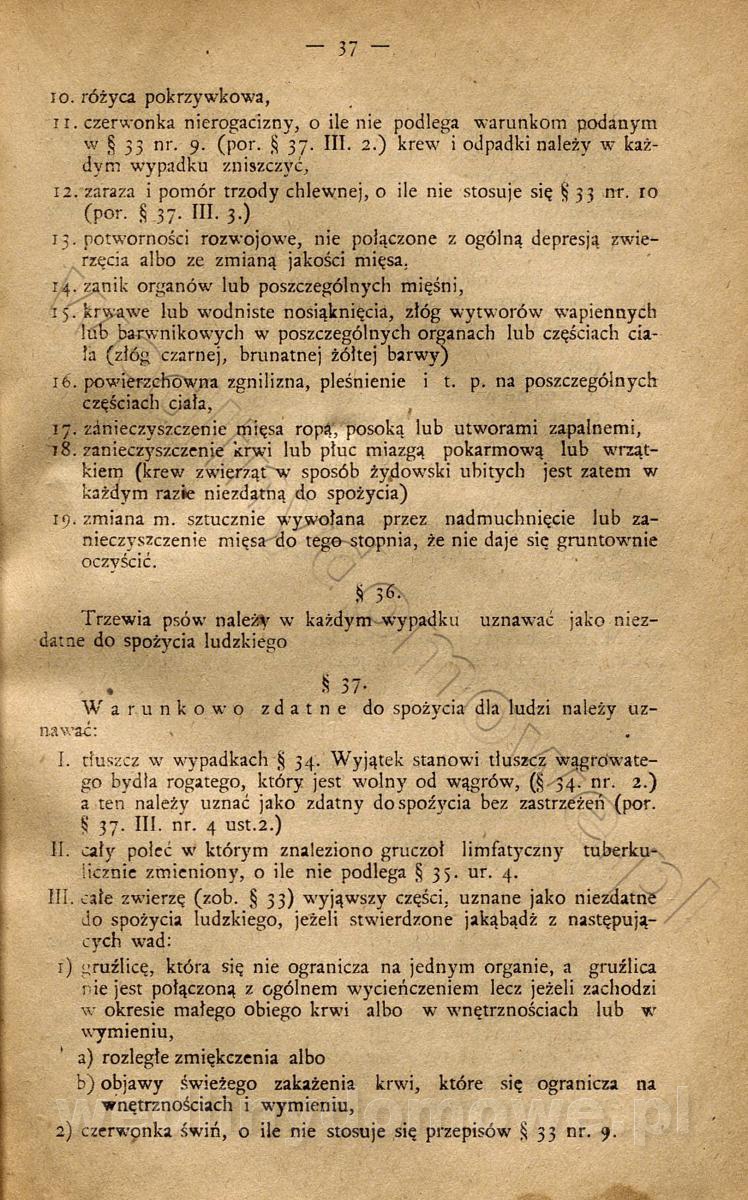 — 37 —
10. różyca pokrzywkowa,
11. czerwonka nierogacizny, o ile nie podlega warunkom podanym
w § 33 nr. 9. (por. § 37. III. 2.) krew i odpadki należy w każ-
dym wypadku zniszczyć,
12. zaraza i pomór trzody chlewnej, o ile nie stosuje się § 33 nr. 10
(por. § 37. III. 3.)
13. potworności rozwojowe, nie połączone z ogólną depresją zwie-
rzęcia albo ze zmianą jakości mięsa.
14. zanik organów lub poszczególnych mięśni,
15. krwawe lub wodniste nosiąknięcia, złóg wytworów wapiennych
lub barwnikowych w poszczególnych organach lub częściach cia-
ła (złóg czarnej, brunatnej żółtej barwy)
16. powierzchowna zgnilizna, pleśnienie i t. p. na poszczególnych
częściach ciała,
17. zanieczyszczenie mięsa ropą, posoką lub utworami zapalnemi,
18. zanieczyszczenie krwi lub płuc miazgą pokarmową lub wrząt-
kiem (krew zwierząt w sposób żydowski ubitych jest zatem w
każdym razie niezdatną do spożycia)
19. zmiana m. sztucznie wywołana przez nadmuchnięcie lub za-
nieczyszczenie mięsa do tego stopnia, że nie daje się gruntownie
oczyścić.
§ 36.
Trzewia psów należy w każdym wypadku uznawać jako niez-
datne do spożycia ludzkiego
§ 37.
Warunkowo zdatne do spożycia dla ludzi należy uz-
nawać:
I. tłuszcz w wypadkach § 34. Wyjątek stanowi tłuszcz wągrowate-
go bydła rogatego, który jest wolny od wągrów, (§ 34. nr. 2.)
a ten należy uznać jako zdatny do spożycia bez zastrzeżeń (por.
§ 37. III. nr. 4 ust.2.)
II. cały połeć w którym znaleziono gruczoł limfatyczny tuberku-
licznie zmieniony, o ile nie podlega § 35. ur. 4.
III. całe zwierzę (zob. § 33) wyjąwszy części, uznane jako niezdatne
do spożycia ludzkiego, jeżeli stwierdzone jakąbądź z następują-
cych wad:
1) gruźlicę, która się nie ogranicza na jednym organie, a gruźlica
nie jest połączoną z ogólnem wycieńczeniem lecz jeżeli zachodzi
w okresie małego obiego krwi albo w wnętrznościach lub w
wymieniu,
a) rozległe zmiękczenia albo
b) objawy świeżego zakażenia krwi, które się ogranicza na
wnętrznościach i wymieniu,
2) czerwonka świń, o ile nie stosuje się przepisów § 33 nr. 9.